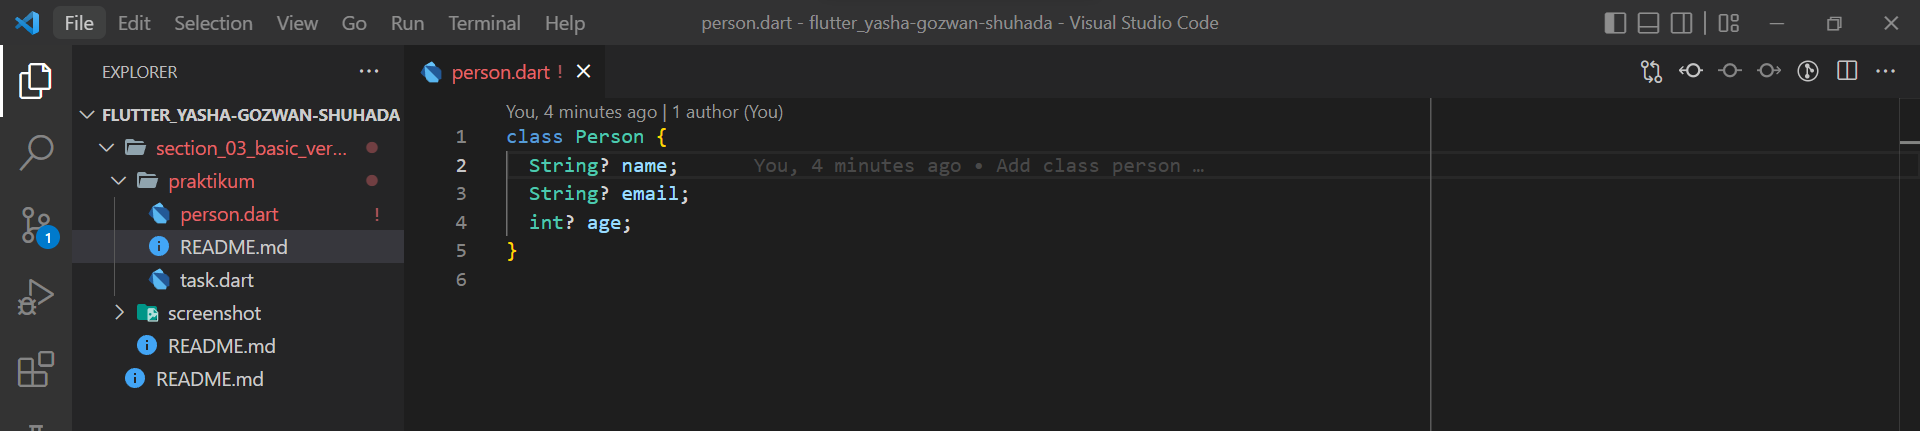 File Edit Selection View Go Run Terminal Help
person.dart - flutter_yasha-gozwan-shuhada - Visual Studio Code
EXPLORER
FLUTTER_YASHA-GOZWAN-SHUHADA
section_03_basic_ver...
praktikum
person.dart !
README.md
task.dart
screenshot
README.md
README.md
1
person.dart !
You, 4 minutes ago | 1 author (You)
1 class Person {
2 String? name; You, 4 minutes ago • Add class person …
3 String? email;
4 int? age;
5 }
6